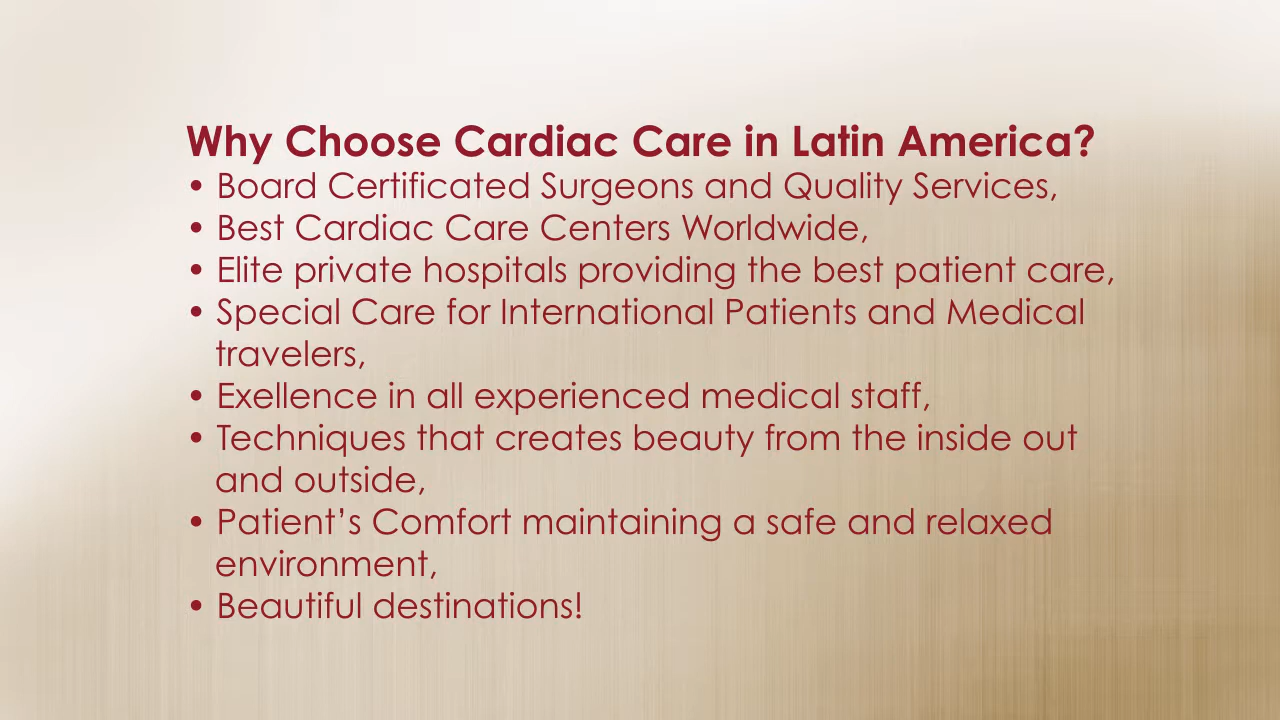 Why Choose Cardiac Care in Latin America?
• Board Certificated Surgeons and Quality Services,
• Best Cardiac Care Centers Worldwide,
• Elite private hospitals providing the best patient care,
• Special Care for International Patients and Medical
travelers,
• Exellence in all experienced medical staff,
• Techniques that creates beauty from the inside out
and outside,
• Patient’s Comfort maintaining a safe and relaxed
environment,
• Beautiful destinations!